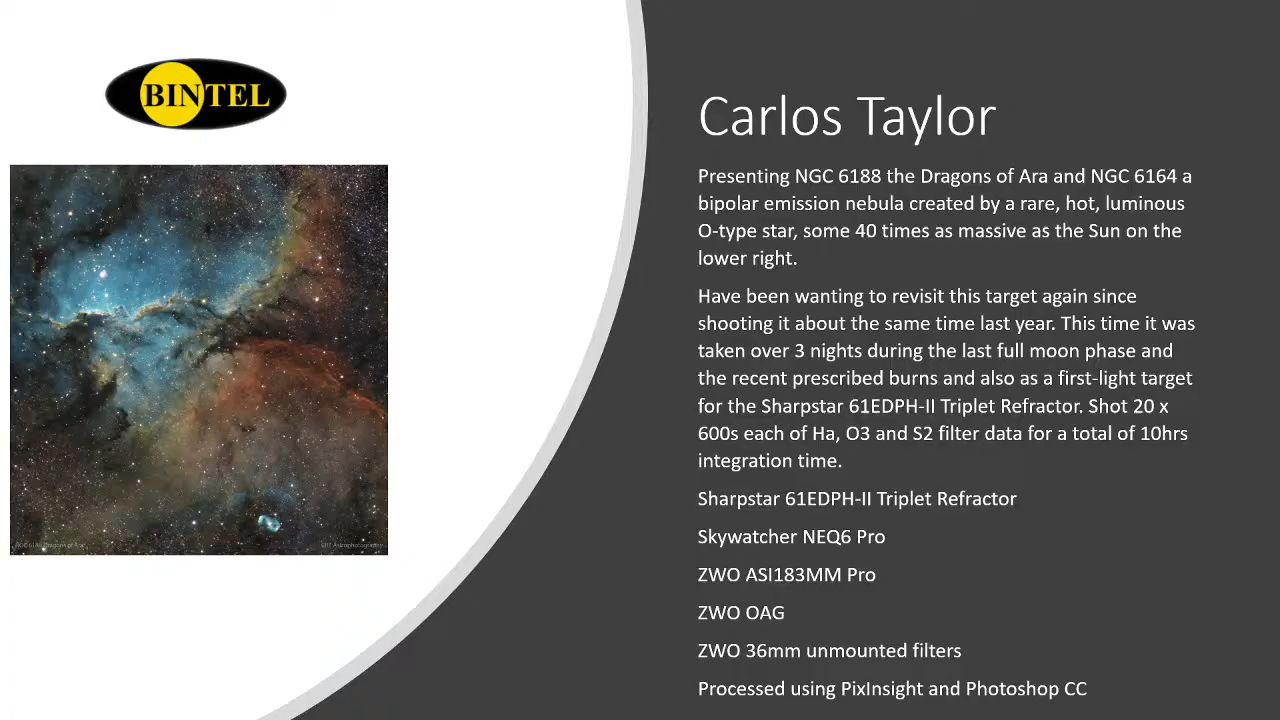 BINTEL
Carlos Taylor
Presenting NGC 6188 the Dragons of Ara and NGC 6164 a
bipolar emission nebula created by a rare, hot, luminous
O-type star, some 40 times as massive as the Sun on the
lower right.
Have been wanting to revisit this target again since
shooting it about the same time last year. This time it was
taken over 3 nights during the last full moon phase and
the recent prescribed burns and also as a first-light target
for the Sharpstar 61EDPH-II Triplet Refractor. Shot 20 x
600s each of Ha, O3 and S2 filter data for a total of 10hrs
integration time.
Sharpstar 61EDPH-II Triplet Refractor
Skywatcher NEQ6 Pro
ZWO ASI183MM Pro
ZWO OAG
ZWO 36mm unmounted filters
Processed using PixInsight and Photoshop CC
NGC 6188 Dragons of Ara
Astrophotography